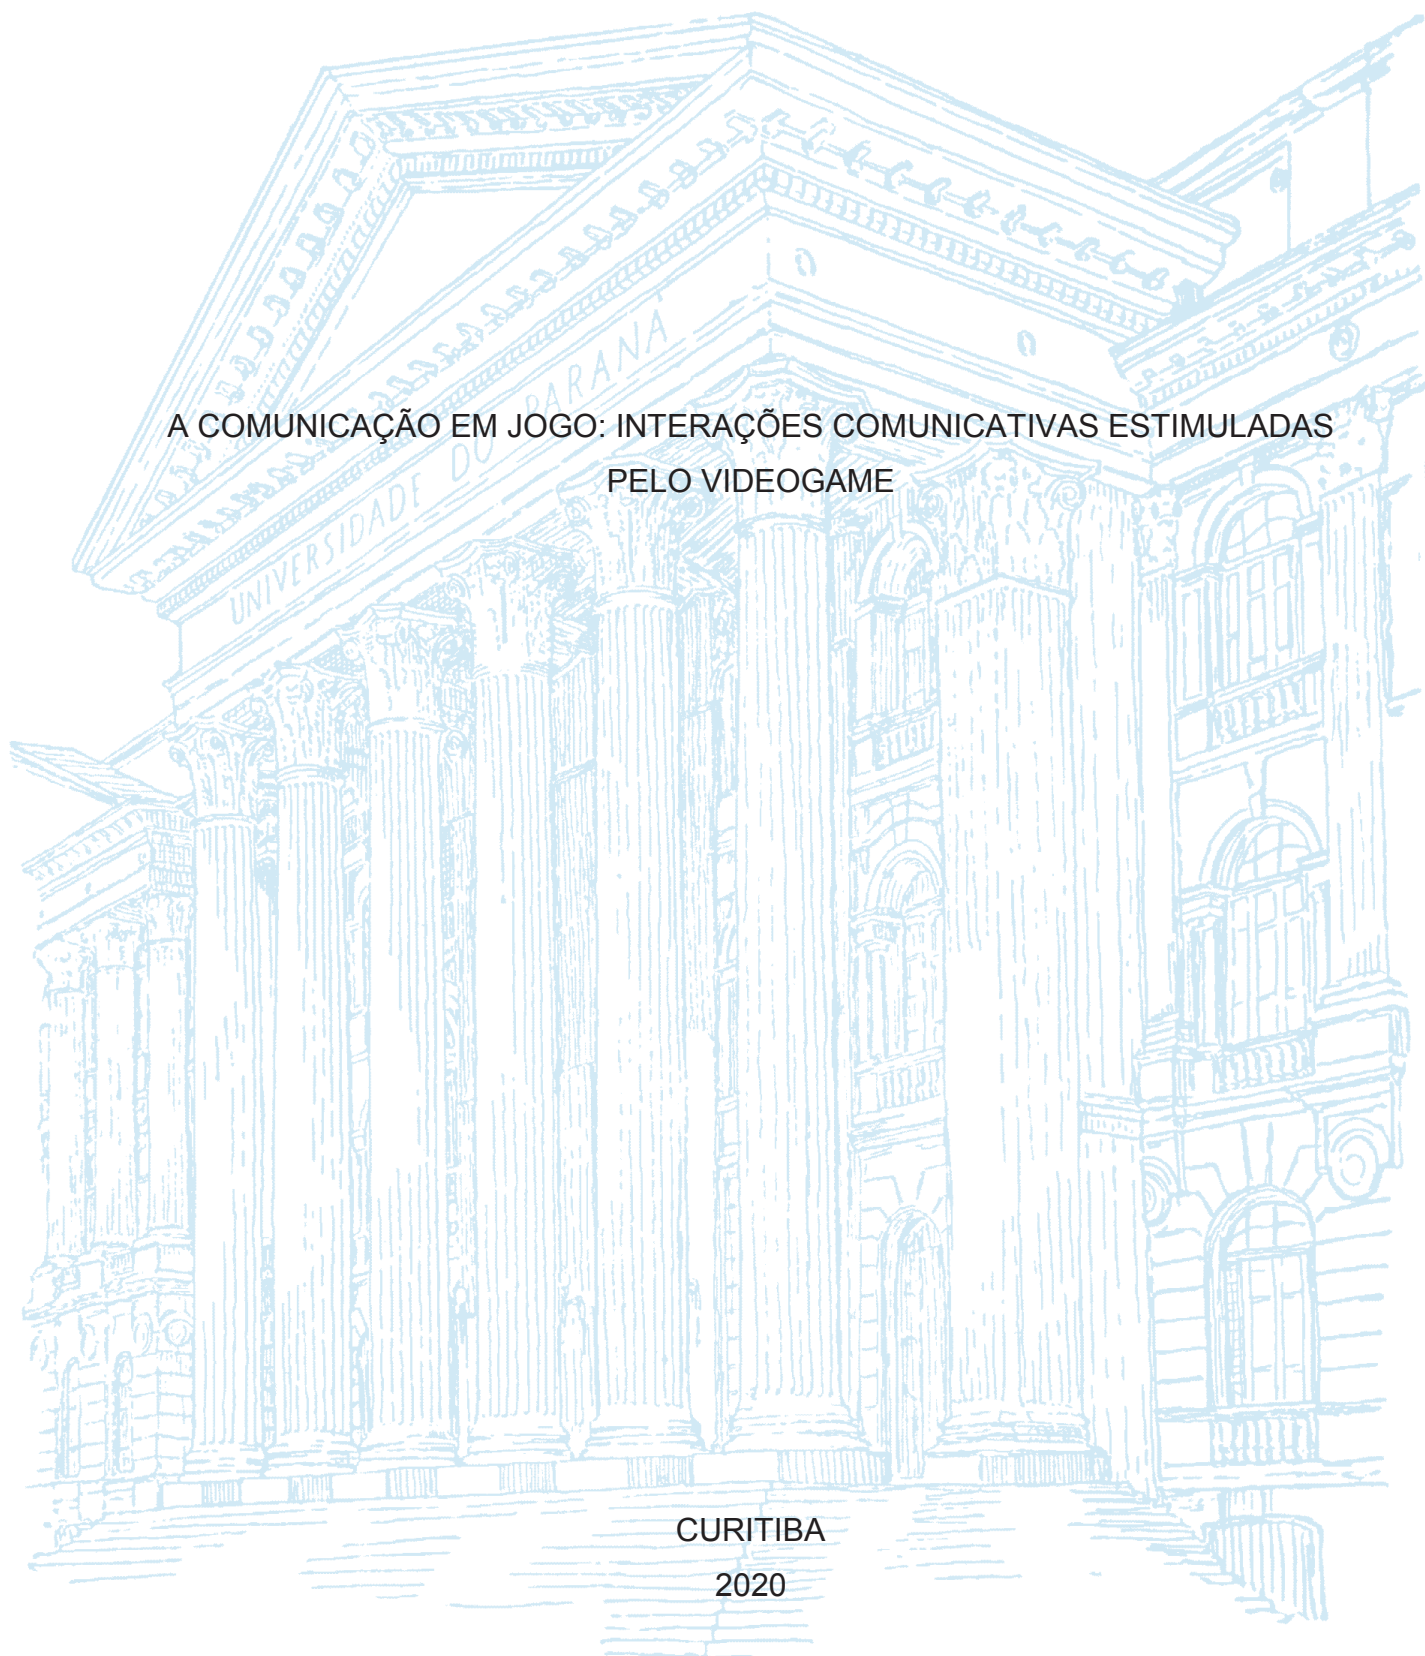 UNIVERSIDADE DO PARANÁ
A COMUNICAÇÃO EM JOGO: INTERAÇÕES COMUNICATIVAS ESTIMULADAS
PELO VIDEOGAME
CURITIBA
2020